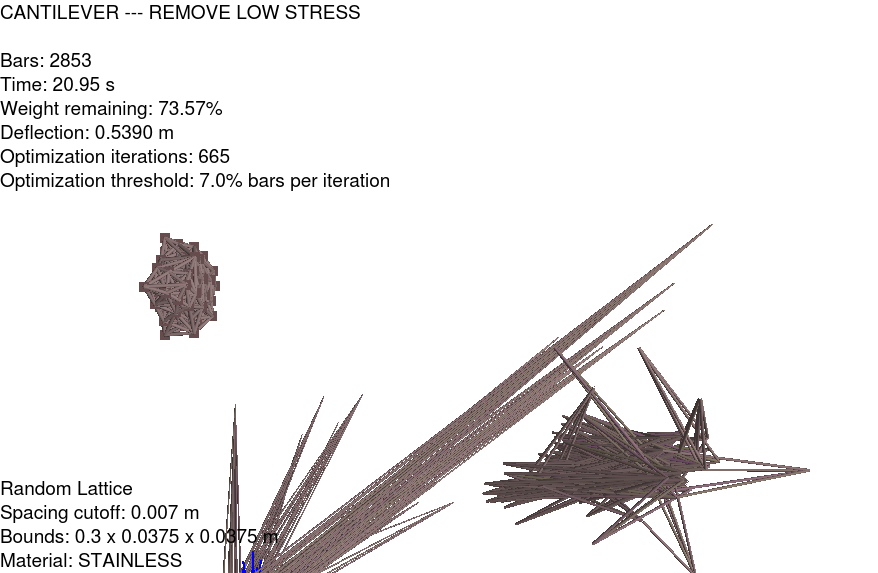 CANTILEVER --- REMOVE LOW STRESS
Bars: 2853
Time: 20.95 s
Weight remaining: 73.57%
Deflection: 0.5390 m
Optimization iterations: 665
Optimization threshold: 7.0% bars per iteration
Random Lattice
Spacing cutoff: 0.007 m
Bounds: 0.3 x 0.0375 x 0.0375 m
Material: STAINLESS